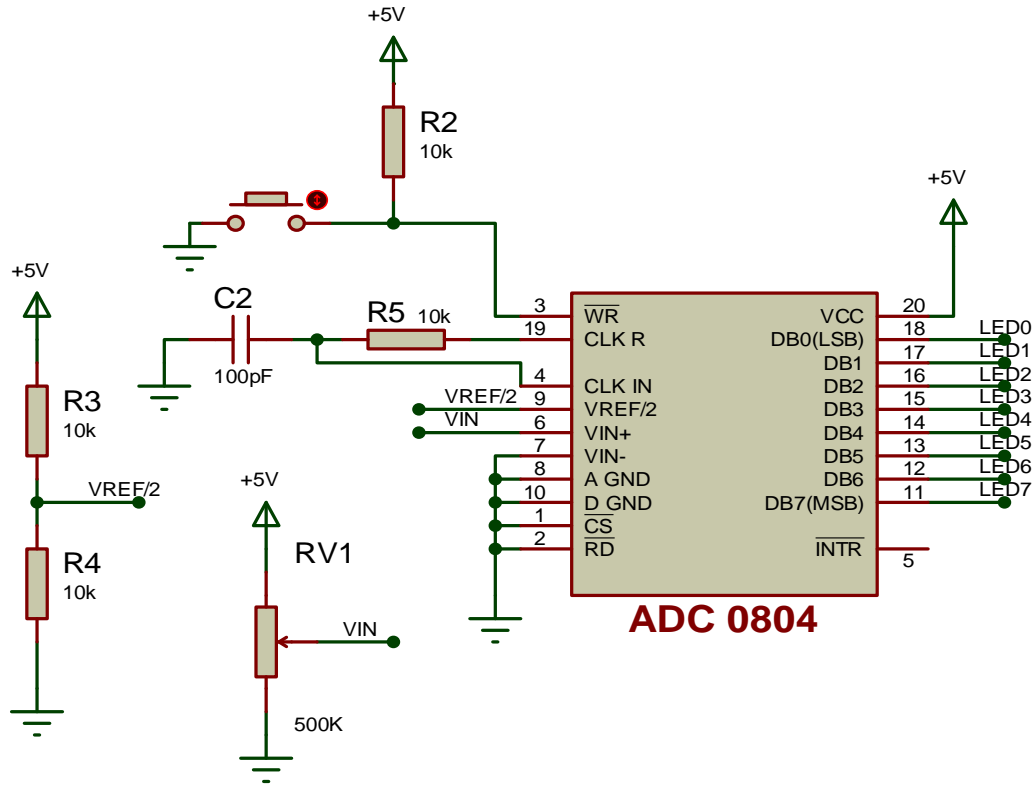 +5V
R2
10k
+5V
+5V
C2
100pF
R5
10k
3
19
4
9
6
7
8
10
1
2
VREF/2
VIN
WR
CLK R
CLK IN
VREF/2
VIN+
VIN-
A GND
D GND
CS
RD
VCC
DB0(LSB)
DB1
DB2
DB3
DB4
DB5
DB6
DB7(MSB)
INTR
20
18
17
16
15
14
13
12
11
5
LED0
LED1
LED2
LED3
LED4
LED5
LED6
LED7
ADC 0804
R3
10k
VREF/2
R4
10k
+5V
RV1
VIN
500K